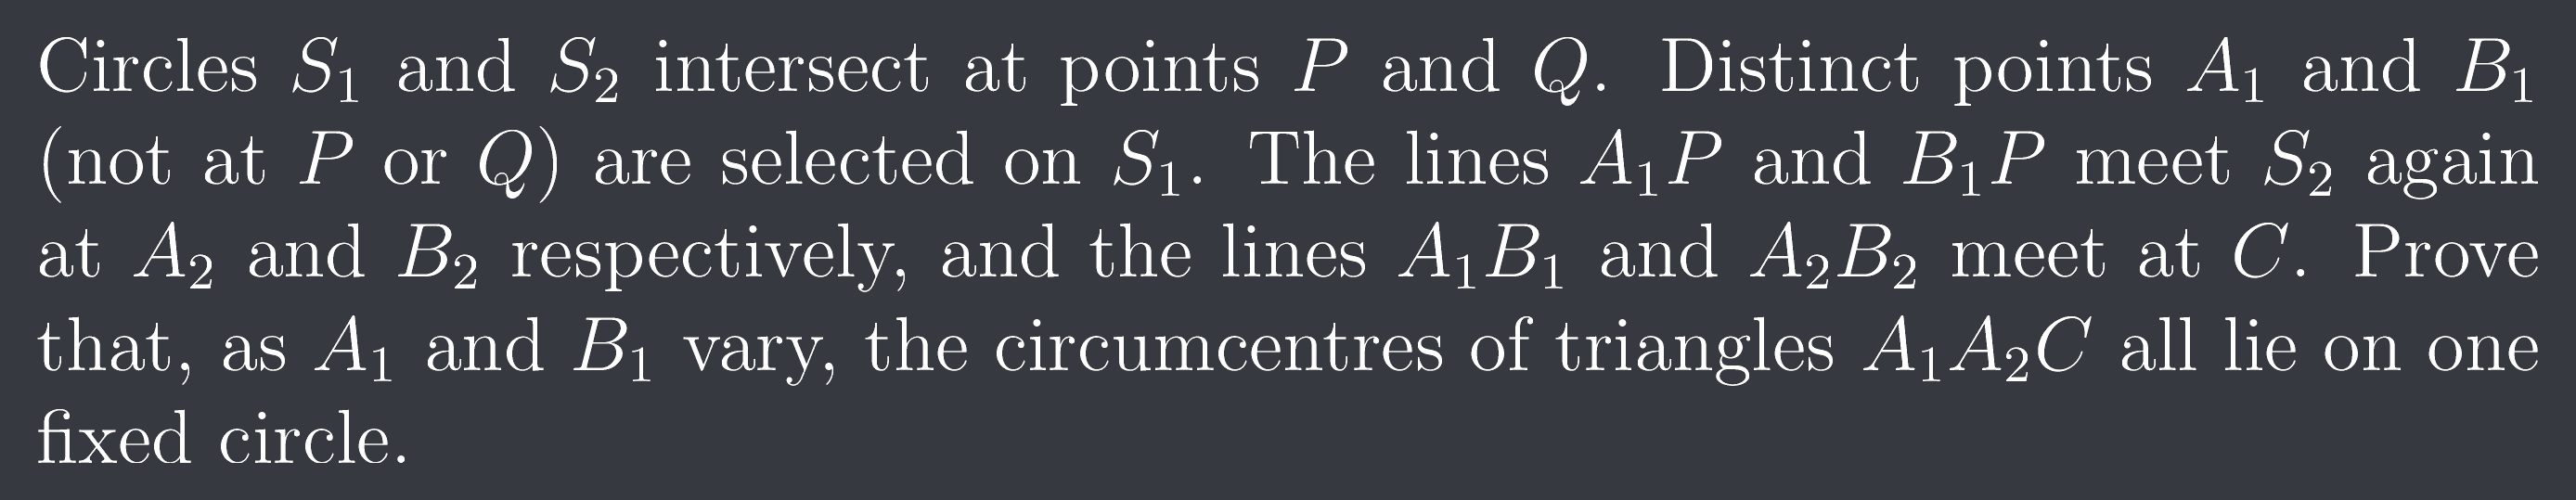 Circles $S_1$ and $S_2$ intersect at points $P$ and $Q$. Distinct points $A_1$ and $B_1$
(not at $P$ or $Q$) are selected on $S_1$. The lines $A_1P$ and $B_1P$ meet $S_2$ again
at $A_2$ and $B_2$ respectively, and the lines $A_1B_1$ and $A_2B_2$ meet at $C$. Prove
that, as $A_1$ and $B_1$ vary, the circumcentres of triangles $A_1A_2C$ all lie on one
fixed circle.